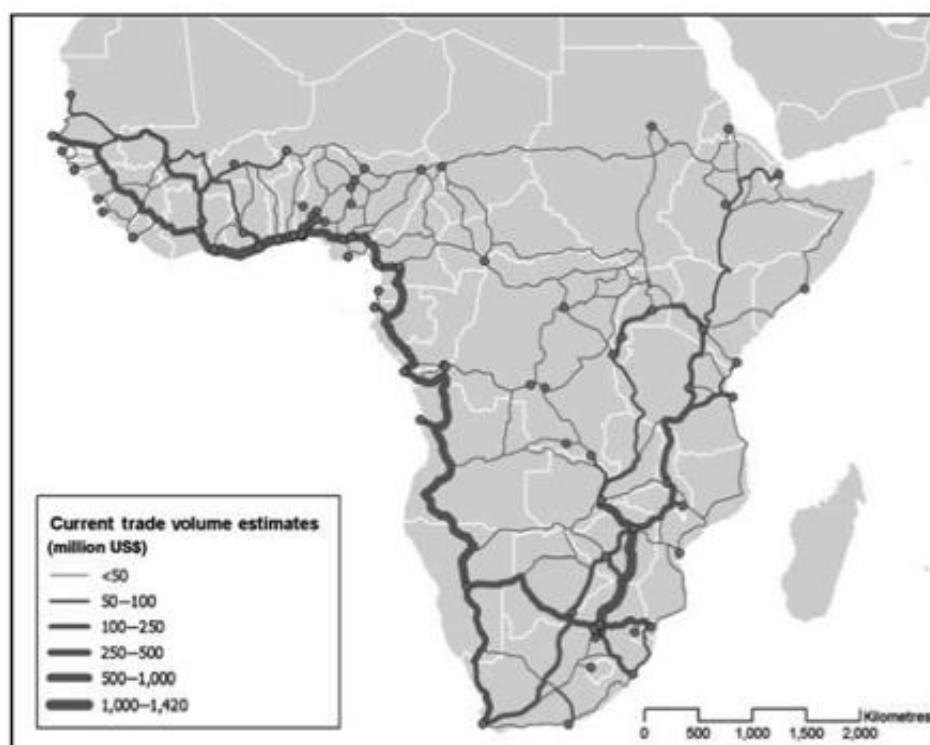 Current trade volume estimates
(million US$)
<50
50–100
100–250
250–500
500–1,000
1,000–1,420
Kilometres
0 500 1,000 1,500 2,000